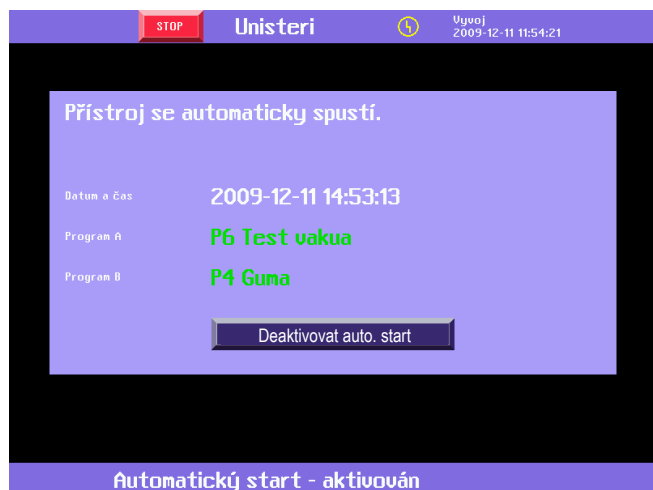 STOP Unisteri Vyvoj
2009-12-11 11:54:21
Přístroj se automaticky spustí.
Datum a čas 2009-12-11 14:53:13
Program A P6 Test vakua
Program B P4 Guma
Deaktivovat auto. start
Automatický start - aktivován